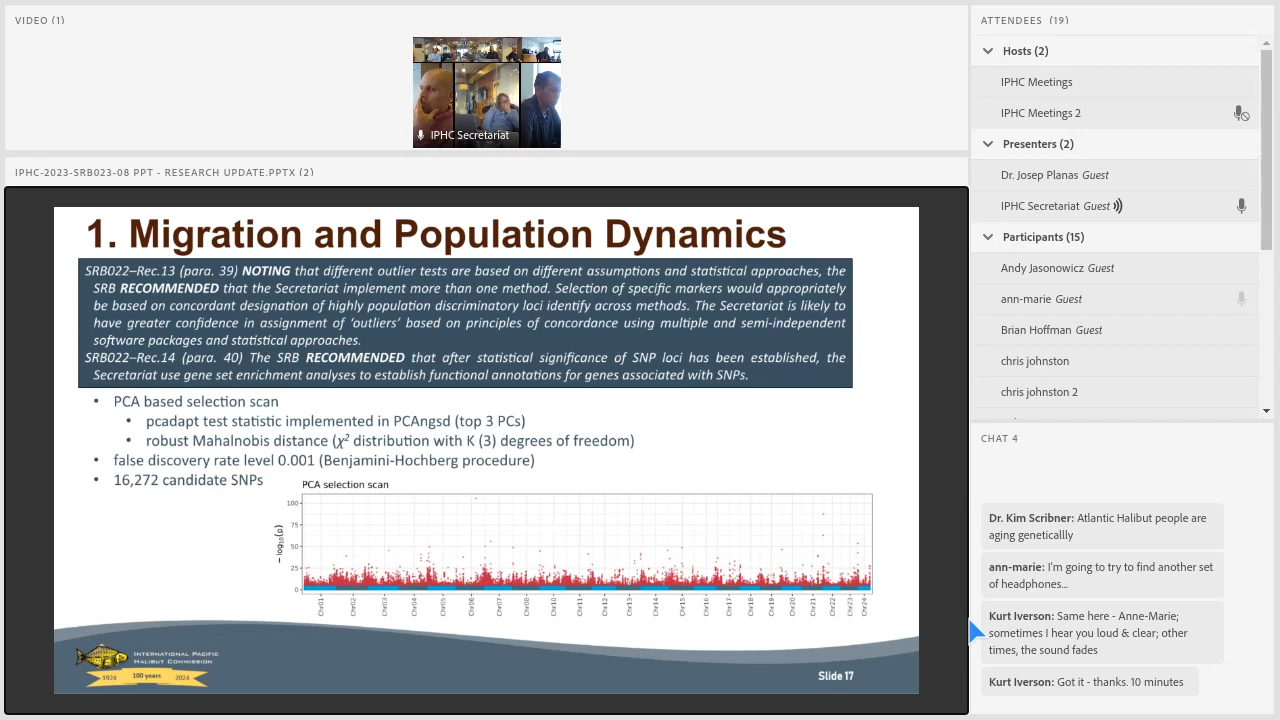 VIDEO (1)
IPHC Secretariat
IPHC-2023-SRB023-08 PPT - RESEARCH UPDATE.PPTX (2)
1. Migration and Population Dynamics
SRB022–Rec.13 (para. 39) NOTING that different outlier tests are based on different assumptions and statistical approaches, the
SRB RECOMMENDED that the Secretariat implement more than one method. Selection of specific markers would appropriately
be based on concordant designation of highly population discriminatory loci identify across methods. The Secretariat is likely to
have greater confidence in assignment of ‘outliers’ based on principles of concordance using multiple and semi-independent
software packages and statistical approaches.
SRB022–Rec.14 (para. 40) The SRB RECOMMENDED that after statistical significance of SNP loci has been established, the
Secretariat use gene set enrichment analyses to establish functional annotations for genes associated with SNPs.
• PCA based selection scan
• pcadapt test statistic implemented in PCAngsd (top 3 PCs)
• robust Mahalnobis distance (χ² distribution with K (3) degrees of freedom)
• false discovery rate level 0.001 (Benjamini-Hochberg procedure)
• 16,272 candidate SNPs
PCA selection scan
− log₁₀(p)
100
75
50
25
0
Chr01
Chr02
Chr03
Chr04
Chr05
Chr06
Chr07
Chr08
Chr09
Chr10
Chr11
Chr12
Chr13
Chr14
Chr15
Chr16
Chr17
Chr18
Chr19
Chr20
Chr21
Chr22
Chr23
Chr24
INTERNATIONAL PACIFIC
HALIBUT COMMISSION
1924 100 years 2024
Slide 17
ATTENDEES (19)
Hosts (2)
IPHC Meetings
IPHC Meetings 2
Presenters (2)
Dr. Josep Planas Guest
IPHC Secretariat Guest
Participants (15)
Andy Jasonowicz Guest
ann-marie Guest
Brian Hoffman Guest
chris johnston
chris johnston 2
CHAT 4
Dr. Kim Scribner: Atlantic Halibut people are
aging geneticallly
ann-marie: I'm going to try to find another set
of headphones..
Kurt Iverson: Same here - Anne-Marie;
sometimes I hear you loud & clear; other
times, the audio fades
Kurt Iverson: Got it - thanks. 10 minutes